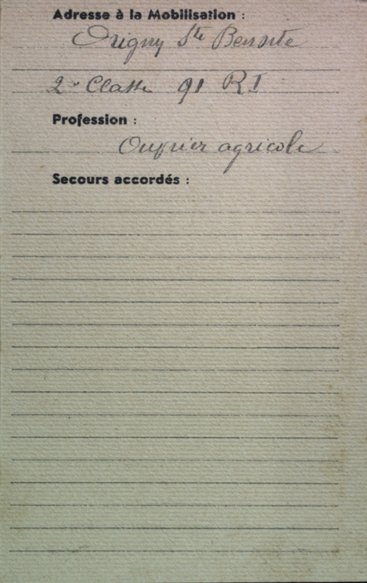 Adresse à la Mobilisation :
Origny Ste Benoite
2e Classe 91 RI
Profession :
Ouvrier agricole
Secours accordés :